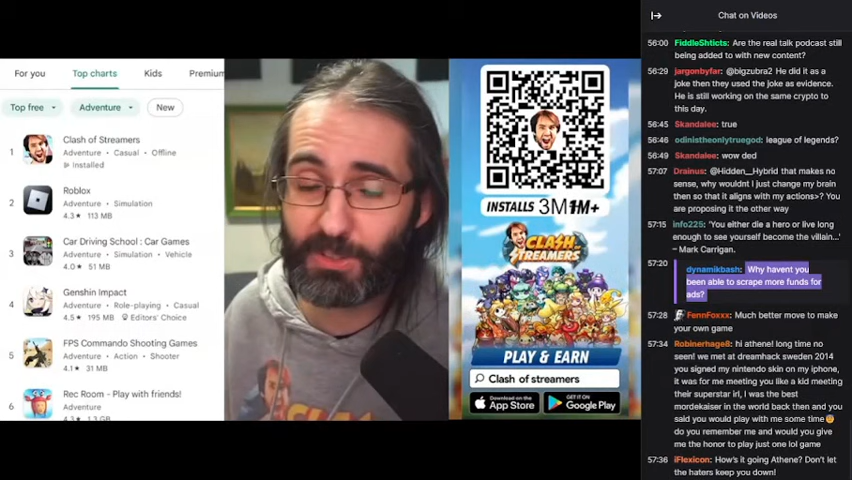 For you
Top charts
Kids
Premium
Top free
Adventure
New
1
Clash of Streamers
Adventure • Casual • Offline
Installed
2
Roblox
Adventure • Simulation
4.3★ 113 MB
3
Car Driving School : Car Games
Adventure • Simulation • Vehicle
4.0★ 51 MB
4
Genshin Impact
Adventure • Role-playing • Casual
4.5★ 195 MB Editors' Choice
5
FPS Commando Shooting Games
Adventure • Action • Shooter
4.1★ 31 MB
6
Rec Room - Play with friends!
Adventure
4.3★ 1.3 GB
INSTALLS 3M+
CLASH OF
STREAMERS
PLAY & EARN
Clash of streamers
Download on the
App Store
GET IT ON
Google Play
Chat on Videos
56:00 FiddleShticts: Are the real talk podcast still
being added to with new content?
56:29 jargonbyfar: @bigzubra2 He did it as a
joke then they used the joke as evidence.
He is still working on the same crypto to
this day.
56:45 Skandalee: true
56:46 odinistheonlytruegod: league of legends?
56:49 Skandalee: wow ded
57:07 Drainus: @Hidden__Hybrid that makes no
sense, why wouldnt I just change my brain
then so that it aligns with my actions>? You
are proposing it the other way
57:15 info225: 'You either die a hero or live long
enough to see yourself become the villain...'
– Mark Carrigan.
57:20 dynamikbash: Why havent you
been able to scrape more funds for
ads?
57:28 FennFoxxx: Much better move to make
your own game
57:34 Robinerhage8: hi athene! long time no
seen! we met at dreamhack sweden 2014
you signed my nintendo skin on my iphone,
it was for me meeting you like a kid meeting
their superstar irl, I was the best
mordekaiser in the world back then and you
said you would play with me some time
do you remember me and would you give
me the honor to play just one lol game
57:36 iFlexicon: How's it going Athene? Don't let
the haters keep you down!